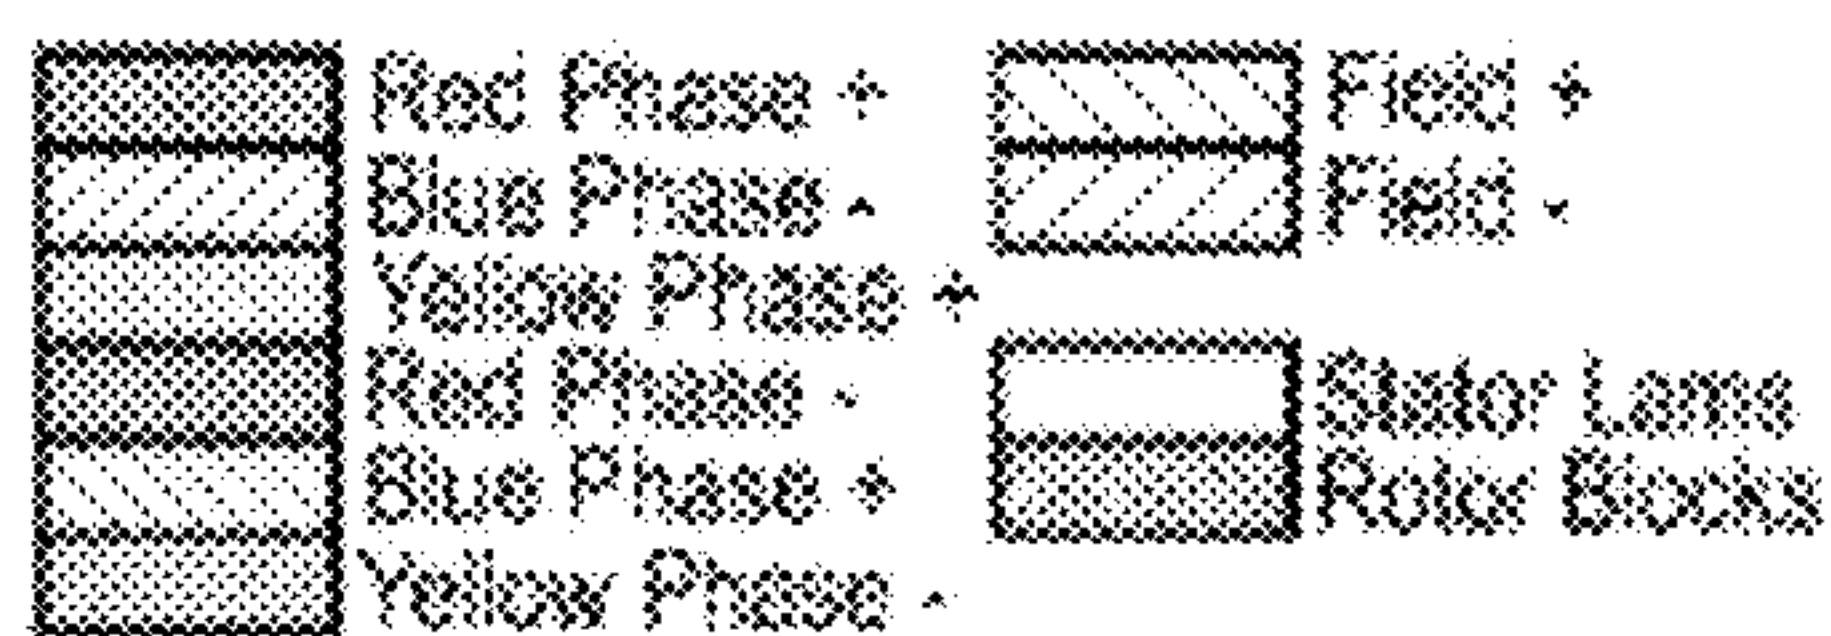 Red Phase +
Blue Phase -
Yellow Phase +
Red Phase -
Blue Phase +
Yellow Phase -
Field +
Field -
Stator Lams
Rotor Blocks